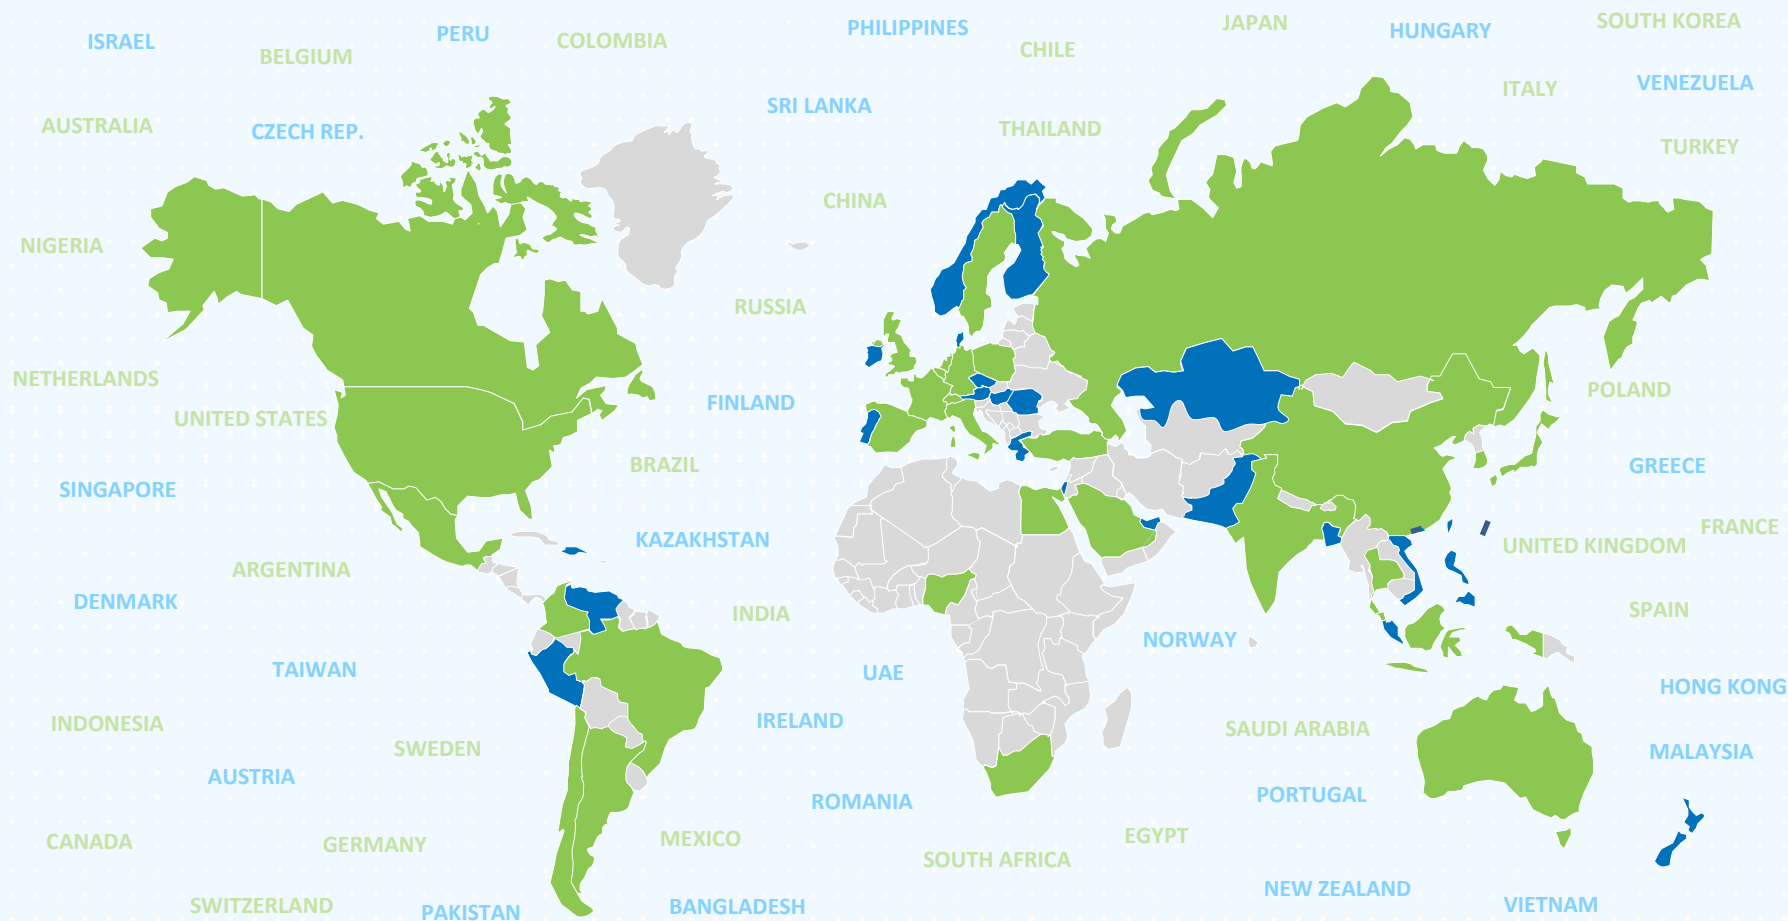 SOUTH KOREA
JAPAN
PHILIPPINES
HUNGARY
PERU
COLOMBIA
ISRAEL
CHILE
BELGIUM
VENEZUELA
ITALY
SRI LANKA
AUSTRALIA
THAILAND
CZECH REP.
TURKEY
CHINA
NIGERIA
RUSSIA
NETHERLANDS
POLAND
FINLAND
UNITED STATES
BRAZIL
GREECE
SINGAPORE
FRANCE
KAZAKHSTAN
UNITED KINGDOM
ARGENTINA
DENMARK
SPAIN
INDIA
NORWAY
TAIWAN
UAE
HONG KONG
IRELAND
INDONESIA
SAUDI ARABIA
SWEDEN
MALAYSIA
AUSTRIA
PORTUGAL
ROMANIA
EGYPT
MEXICO
CANADA
GERMANY
SOUTH AFRICA
NEW ZEALAND
VIETNAM
SWITZERLAND
BANGLADESH
PAKISTAN